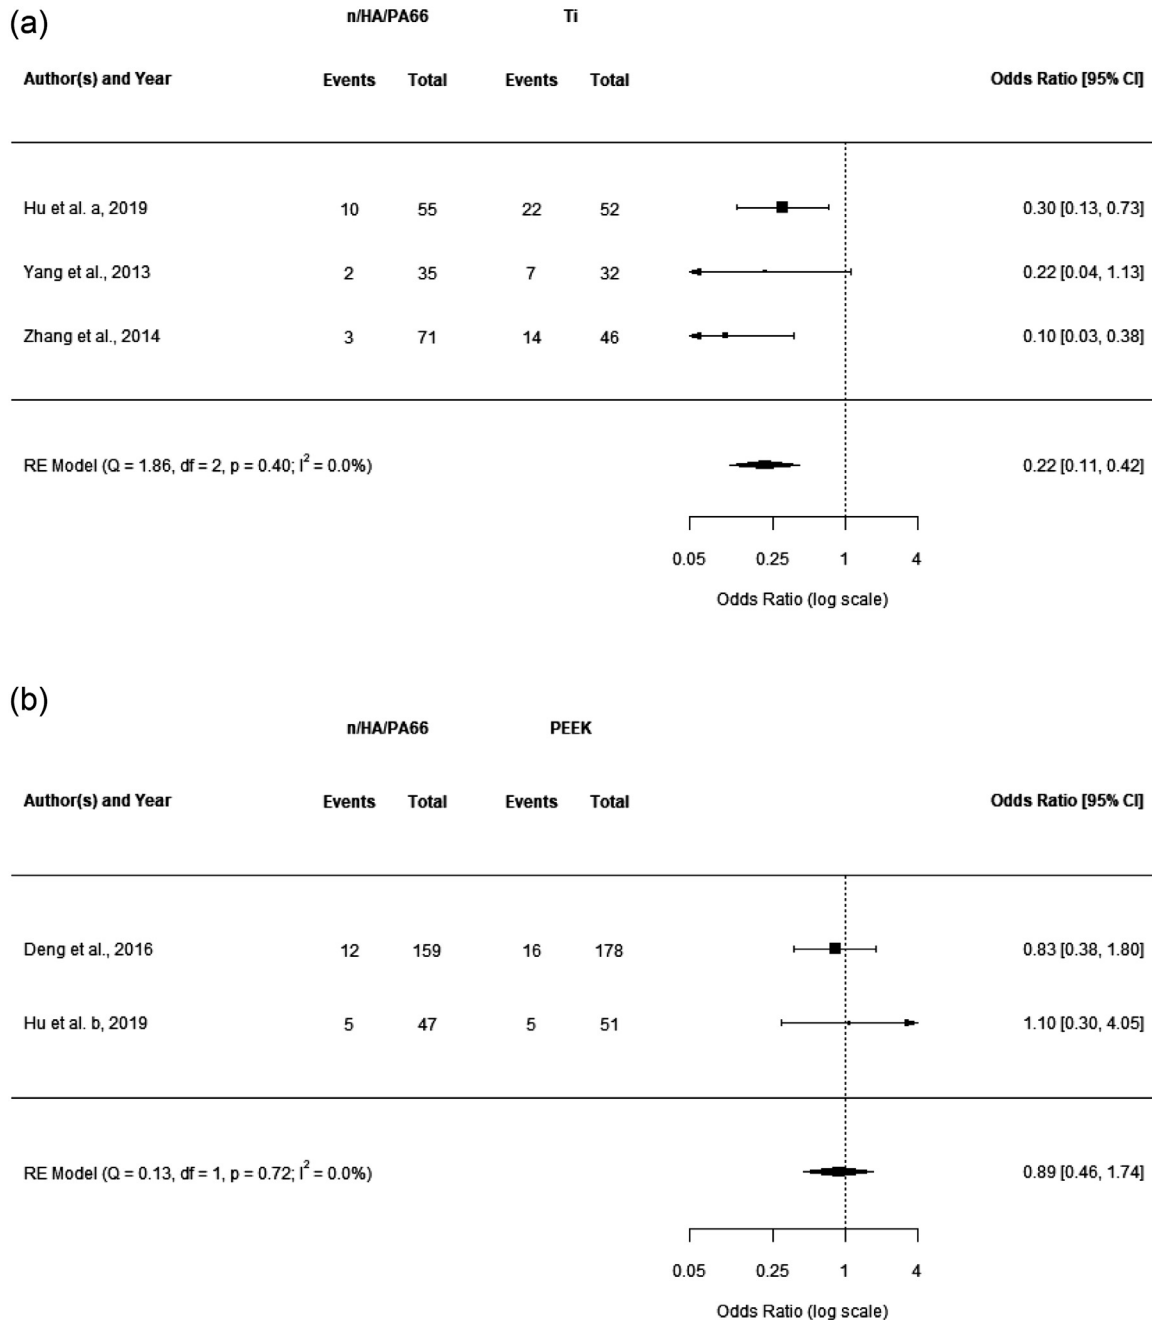 (a)
n/HA/PA66 Ti
Author(s) and Year Events Total Events Total Odds Ratio [95% CI]
Hu et al. a, 2019 10 55 22 52 0.30 [0.13, 0.73]
Yang et al., 2013 2 35 7 32 0.22 [0.04, 1.13]
Zhang et al., 2014 3 71 14 46 0.10 [0.03, 0.38]
RE Model (Q = 1.86, df = 2, p = 0.40; I² = 0.0%) 0.22 [0.11, 0.42]
0.05 0.25 1 4
Odds Ratio (log scale)
(b)
n/HA/PA66 PEEK
Author(s) and Year Events Total Events Total Odds Ratio [95% CI]
Deng et al., 2016 12 159 16 178 0.83 [0.38, 1.80]
Hu et al. b, 2019 5 47 5 51 1.10 [0.30, 4.05]
RE Model (Q = 0.13, df = 1, p = 0.72; I² = 0.0%) 0.89 [0.46, 1.74]
0.05 0.25 1 4
Odds Ratio (log scale)